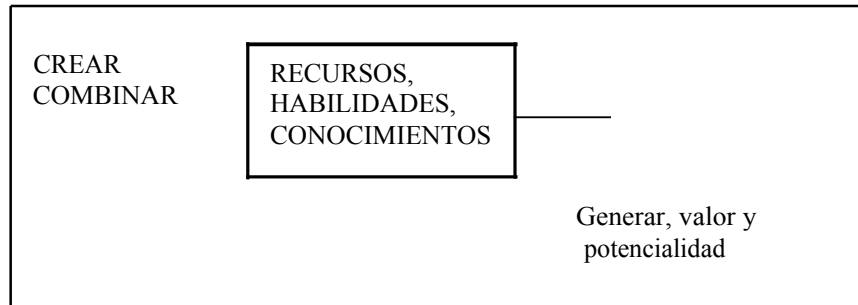 CREAR
COMBINAR
RECURSOS,
HABILIDADES,
CONOCIMIENTOS
Generar, valor y
potencialidad